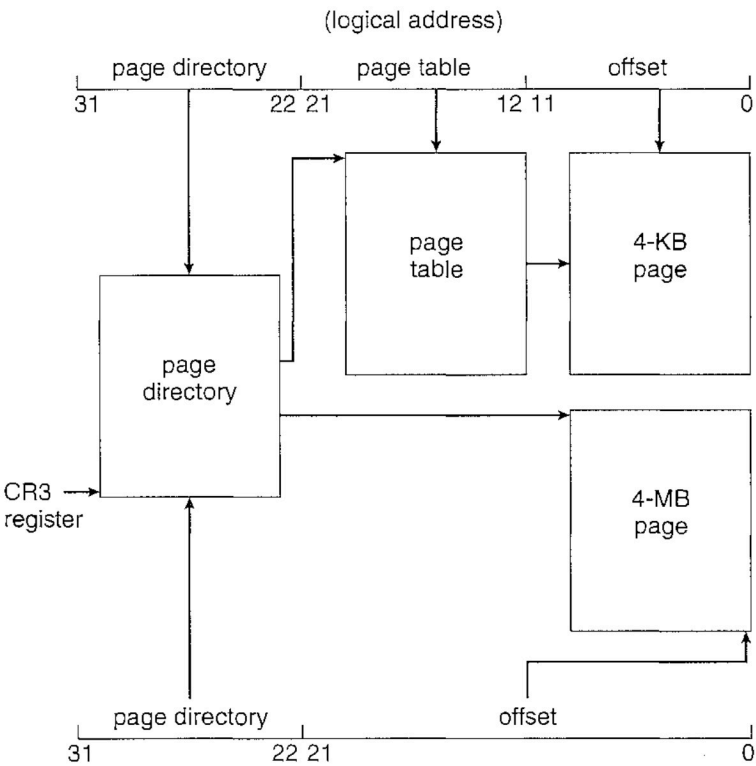 (logical address)
page directory page table offset
31 22 21 12 11 0
page
table
4-KB
page
page
directory
CR3
register
4-MB
page
page directory offset
31 22 21 0